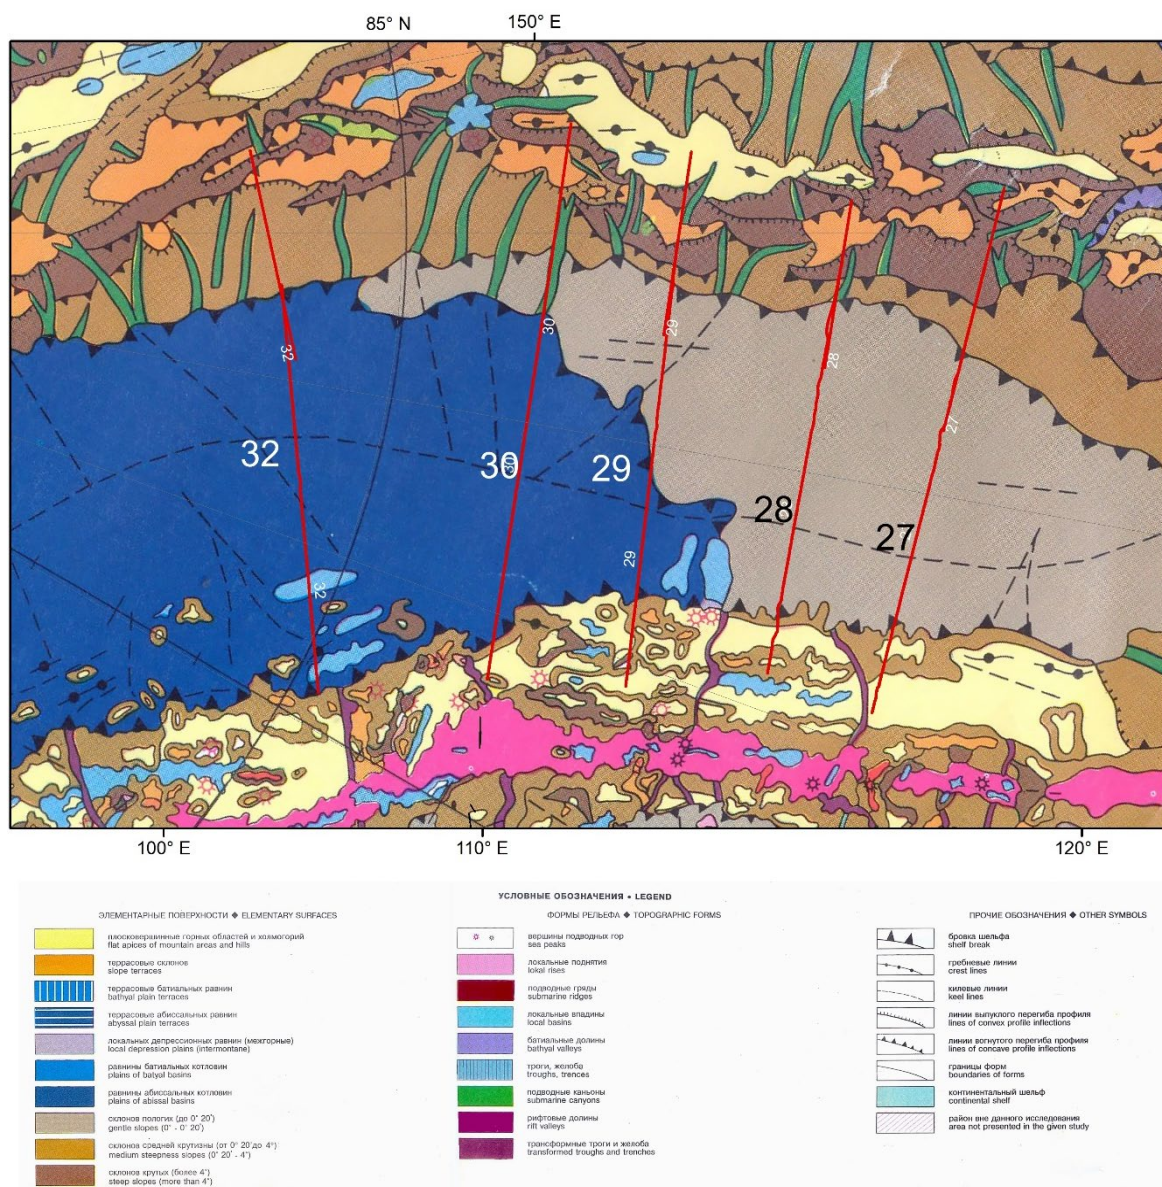 85° N
150° E
32
30
29
28
27
32
30
29
28
27
30
29
32
100° E
110° E
120° E
УСЛОВНЫЕ ОБОЗНАЧЕНИЯ • LEGEND
ЭЛЕМЕНТАРНЫЕ ПОВЕРХНОСТИ ◆ ELEMENTARY SURFACES
плосковершинные горных областей и холмогорий
flat apices of mountain areas and hills
террасовые склонов
slope terraces
террасовые батиальных равнин
bathyal plain terraces
террасовые абиссальных равнин
abyssal plain terraces
локальных депрессионных равнин (межгорные)
local depression plains (intermontane)
равнины батиальных котловин
plains of batyal basins
равнины абиссальных котловин
plains of abissal basins
склонов пологих (до 0° 20')
gentle slopes (0° - 0° 20')
склонов средней крутизны (от 0° 20' до 4°)
medium steepness slopes (0° 20' - 4°)
склонов крутых (более 4°)
steep slopes (more than 4°)
ФОРМЫ РЕЛЬЕФА ◆ TOPOGRAPHIC FORMS
вершины подводных гор
sea peaks
локальные поднятия
lokal rises
подводные гряды
submarine ridges
локальные впадины
local basins
батиальные долины
bathyal valleys
троги, желоба
troughs, trences
подводные каньоны
submarine canyons
рифтовые долины
rift valleys
трансформные троги и желоба
transformed troughs and trenches
ПРОЧИЕ ОБОЗНАЧЕНИЯ ◆ OTHER SYMBOLS
бровка шельфа
shelf break
гребневые линии
crest lines
килевые линии
keel lines
линии выпуклого перегиба профиля
lines of convex profile inflections
линии вогнутого перегиба профиля
lines of concave profile inflections
границы форм
boundaries of forms
континентальный шельф
continental shelf
район вне данного исследования
area not presented in the given study